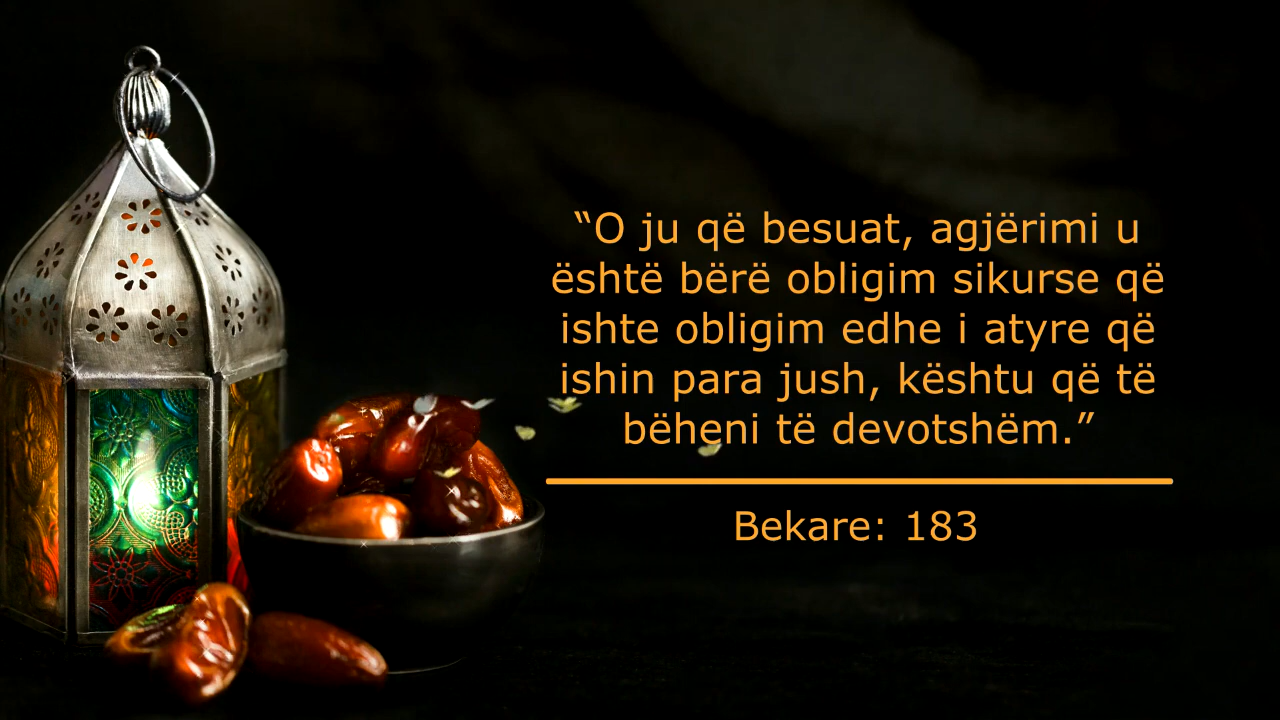 “O ju që besuat, agjërimi u
është bërë obligim sikurse që
ishte obligim edhe i atyre që
ishin para jush, kështu që të
bëheni të devotshëm.”
Bekare: 183